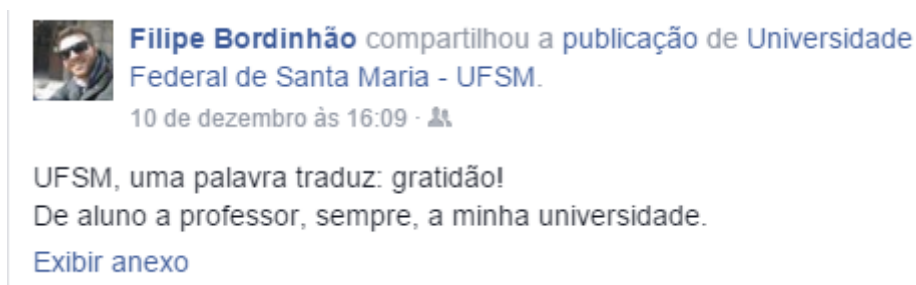 Filipe Bordinhão compartilhou a publicação de Universidade
Federal de Santa Maria - UFSM.
10 de dezembro às 16:09 ·
UFSM, uma palavra traduz: gratidão!
De aluno a professor, sempre, a minha universidade.
Exibir anexo